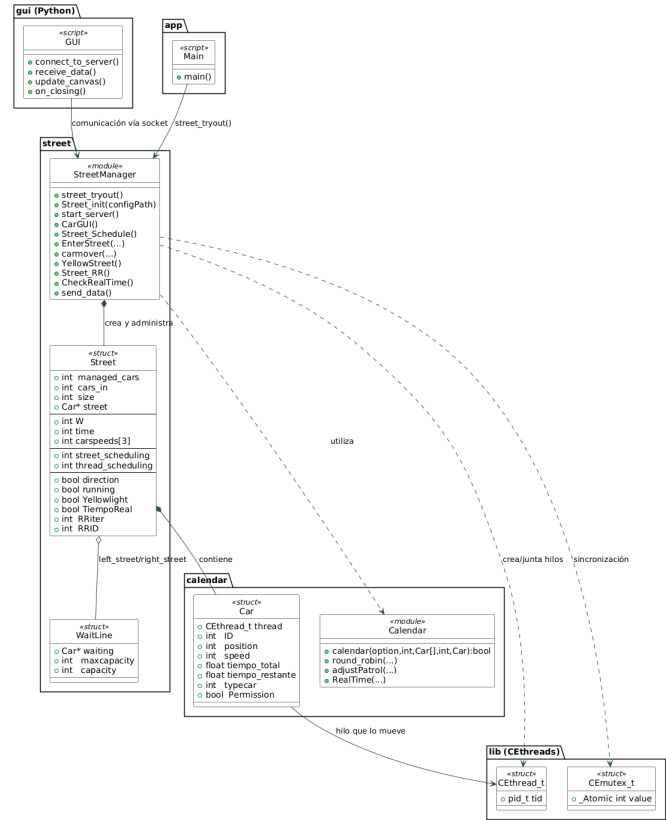 gui (Python)
«script»
GUI
connect_to_server()
receive_data()
update_canvas()
on_closing()
app
«script»
Main
main()
comunicación vía socket
street_tryout()
street
«module»
StreetManager
street_tryout()
Street_init(configPath)
start_server()
CarGUI()
Street_Schedule()
EnterStreet(...)
carmover(...)
YellowStreet()
Street_RR()
CheckRealTime()
send_data()
crea y administra
«struct»
Street
int managed_cars
int cars_in
int size
Car* street
int W
int time
int carspeeds[3]
int street_scheduling
int thread_scheduling
bool direction
bool running
bool Yellowlight
bool TiempoReal
int RRiter
int RRID
utiliza
left_street/right_street
contiene
crea/junta hilos
sincronización
«struct»
WaitLine
Car* waiting
int maxcapacity
int capacity
calendar
«struct»
Car
CEthread_t thread
int ID
int position
int speed
float tiempo_total
float tiempo_restante
int typecar
bool Permission
«module»
Calendar
calendar(option,int,Car[],int,Car):bool
round_robin(...)
adjustPatrol(...)
RealTime(...)
hilo que lo mueve
lib (CEthreads)
«struct»
CEthread_t
pid_t tid
«struct»
CEmutex_t
_Atomic int value